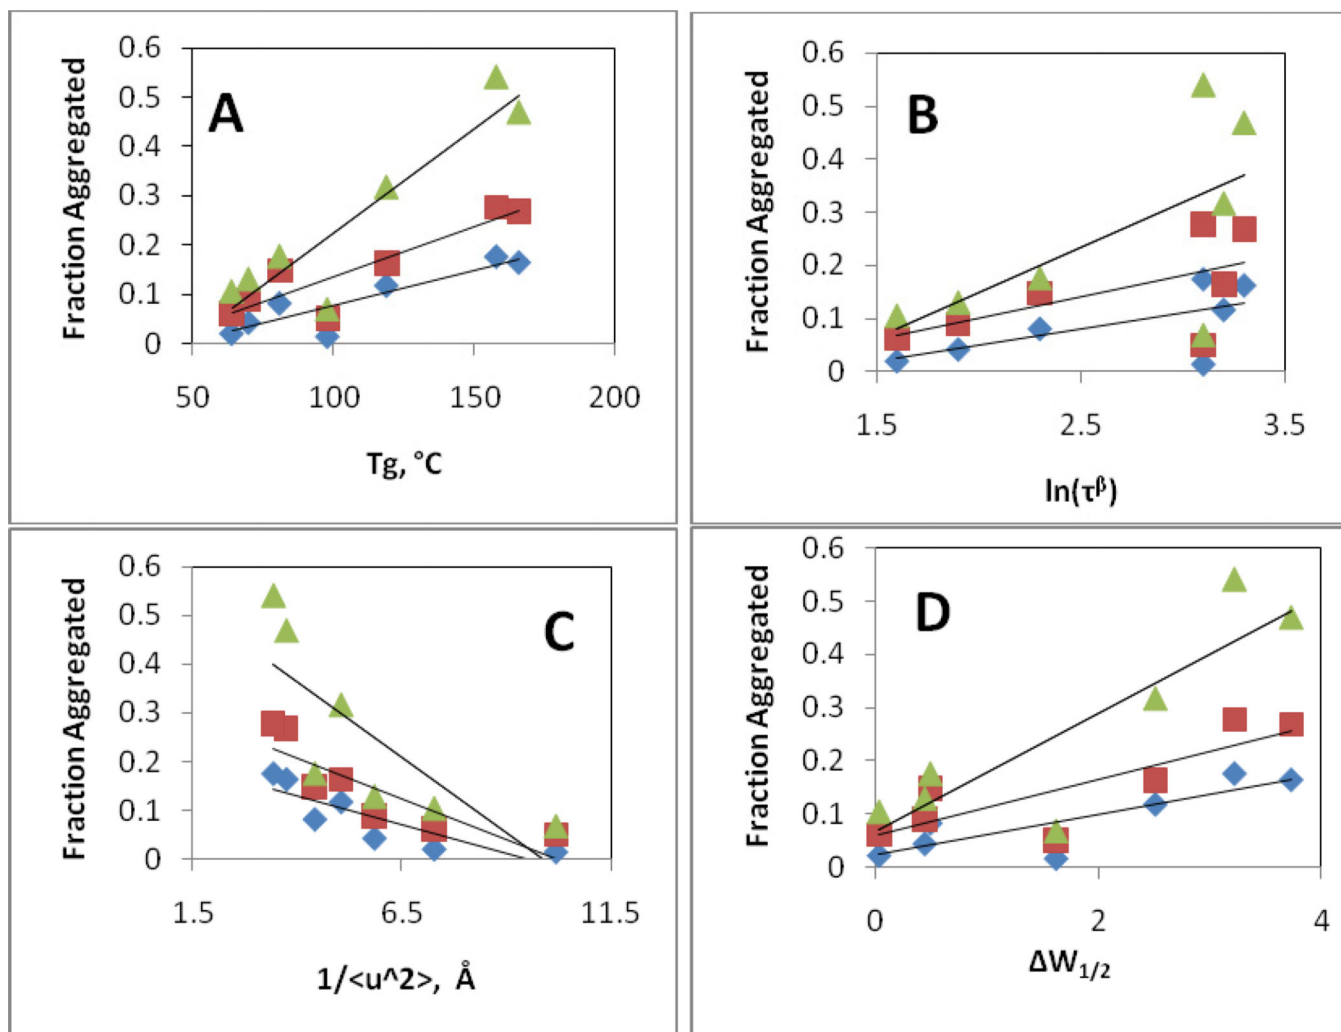 A
Fraction Aggregated
0.6
0.5
0.4
0.3
0.2
0.1
0
50 100 150 200
Tg, °C
B
Fraction Aggregated
0.6
0.5
0.4
0.3
0.2
0.1
0
1.5 2.5 3.5
ln(τᵝ)
C
Fraction Aggregated
0.6
0.5
0.4
0.3
0.2
0.1
0
1.5 6.5 11.5
1/<u^2>, Å
D
Fraction Aggregated
0.6
0.5
0.4
0.3
0.2
0.1
0
0 2 4
ΔW₁/₂